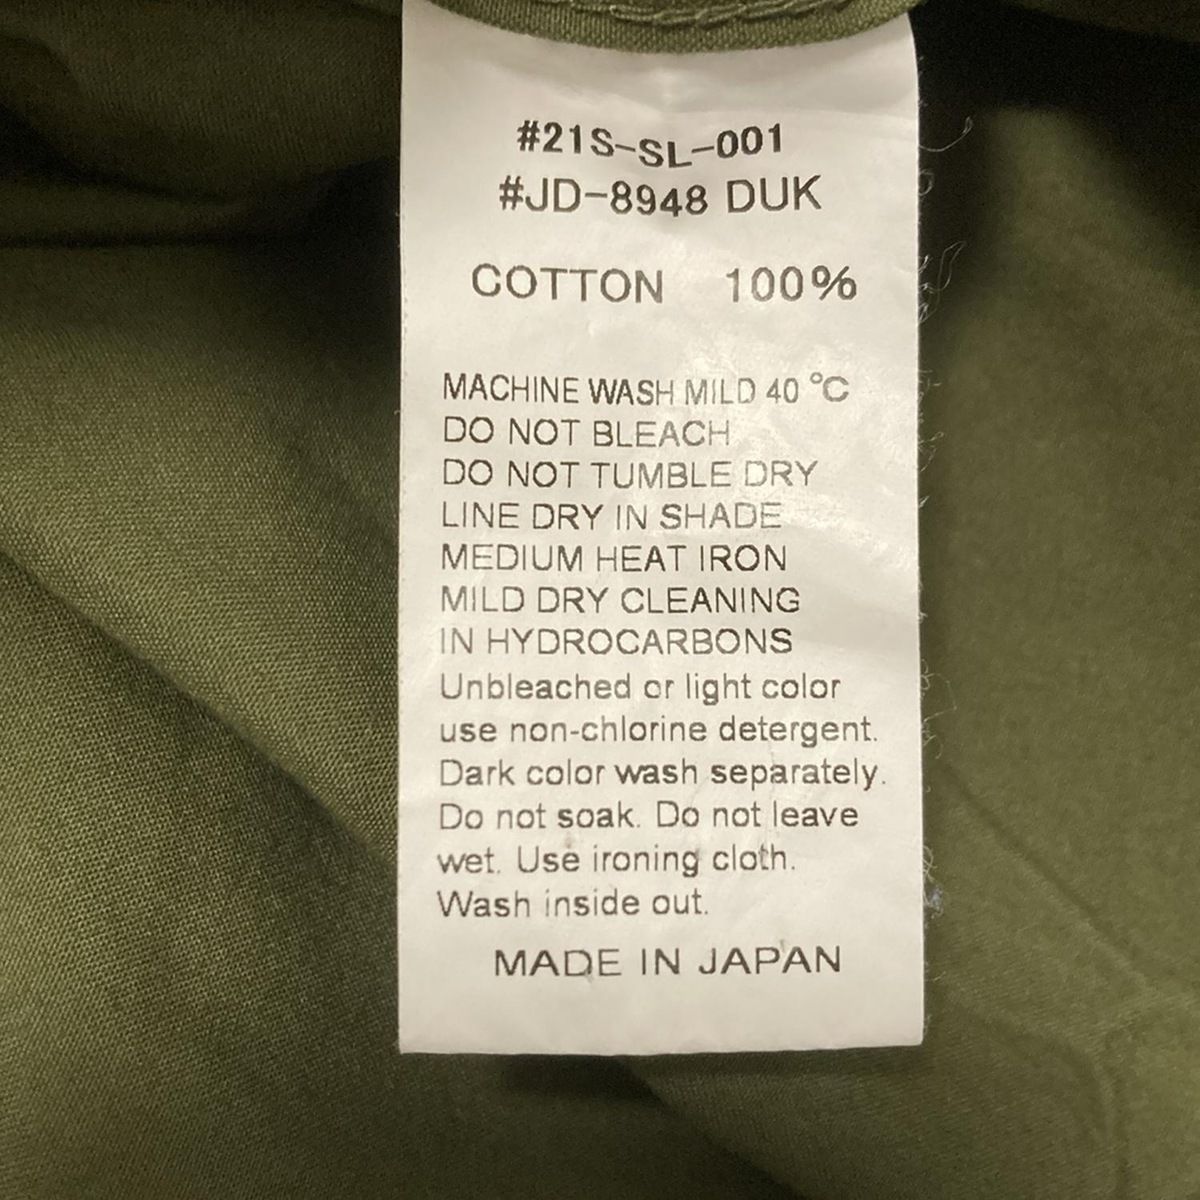 #21S-SL-001
#JD-8948 DUK
COTTON 100%
MACHINE WASH MILD 40 °C
DO NOT BLEACH
DO NOT TUMBLE DRY
LINE DRY IN SHADE
MEDIUM HEAT IRON
MILD DRY CLEANING
IN HYDROCARBONS
Unbleached or light color
use non-chlorine detergent.
Dark color wash separately.
Do not soak. Do not leave
wet. Use ironing cloth.
Wash inside out.
MADE IN JAPAN